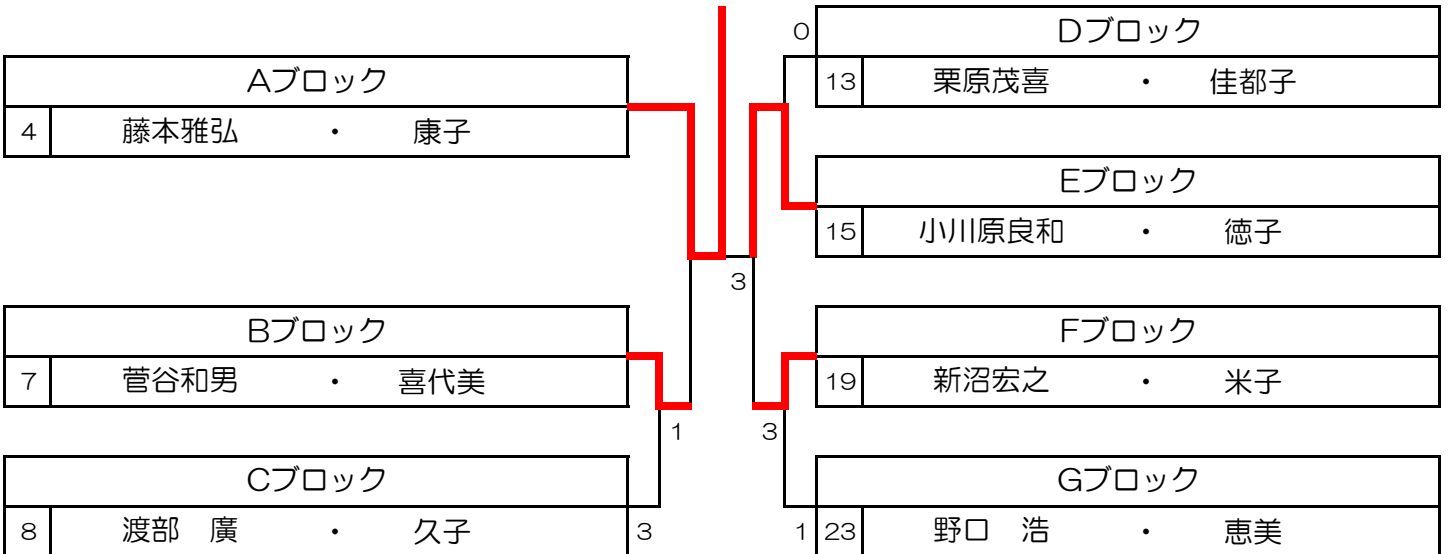 Aブロック
4 藤本雅弘 ・ 康子
Bブロック
7 菅谷和男 ・ 喜代美
1
Cブロック
8 渡部 廣 ・ 久子 3
3
0 Dブロック
13 栗原茂喜 ・ 佳都子
Eブロック
15 小川原良和 ・ 徳子
Fブロック
19 新沼宏之 ・ 米子
3
Gブロック
1 23 野口 浩 ・ 恵美